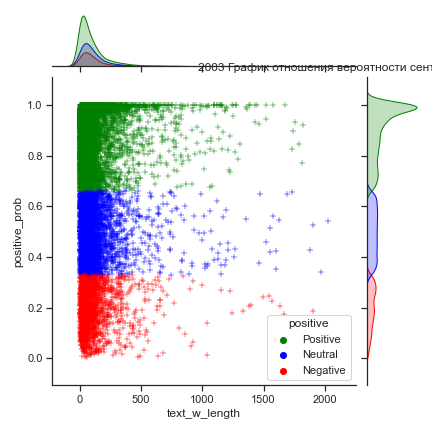 2003 График отношения вероятности сент
1.0
0.8
0.6
0.4
0.2
0.0
positive_prob
0
500
1000
1500
2000
text_w_length
positive
Positive
Neutral
Negative